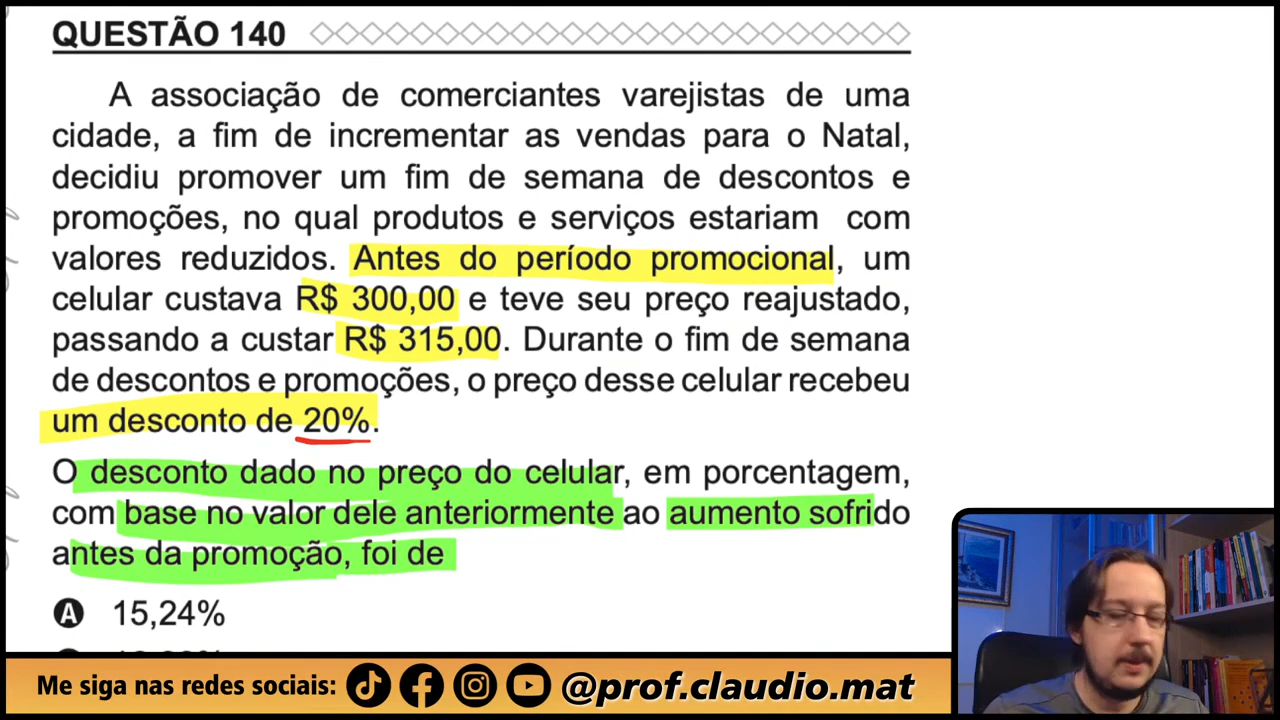 QUESTÃO 140
A associação de comerciantes varejistas de uma
cidade, a fim de incrementar as vendas para o Natal,
decidiu promover um fim de semana de descontos e
promoções, no qual produtos e serviços estariam com
valores reduzidos. Antes do período promocional, um
celular custava R$ 300,00 e teve seu preço reajustado,
passando a custar R$ 315,00. Durante o fim de semana
de descontos e promoções, o preço desse celular recebeu
um desconto de 20%.
O desconto dado no preço do celular, em porcentagem,
com base no valor dele anteriormente ao aumento sofrido
antes da promoção, foi de
A 15,24%
Me siga nas redes sociais: @prof.claudio.mat